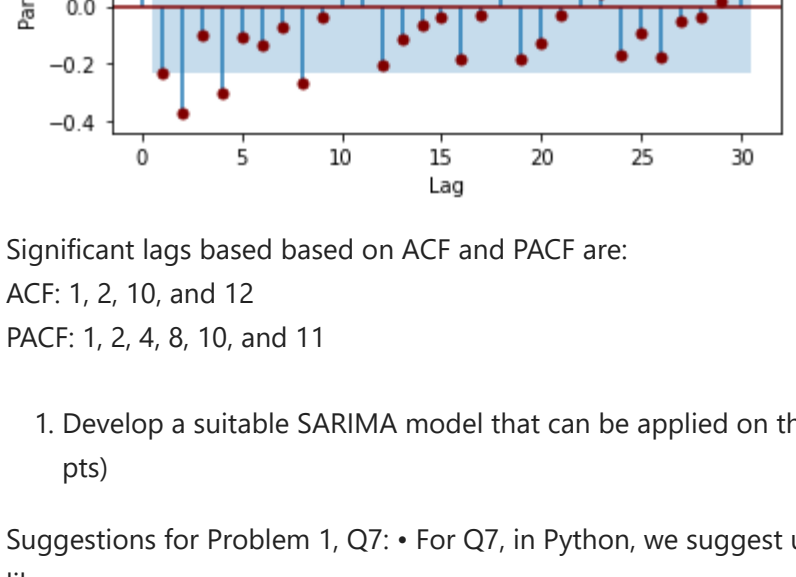 Par
0.0
−0.2
−0.4
0 5 10 15 20 25 30
Lag
Significant lags based based on ACF and PACF are:
ACF: 1, 2, 10, and 12
PACF: 1, 2, 4, 8, 10, and 11
1. Develop a suitable SARIMA model that can be applied on th
pts)
Suggestions for Problem 1, Q7: • For Q7, in Python, we suggest u